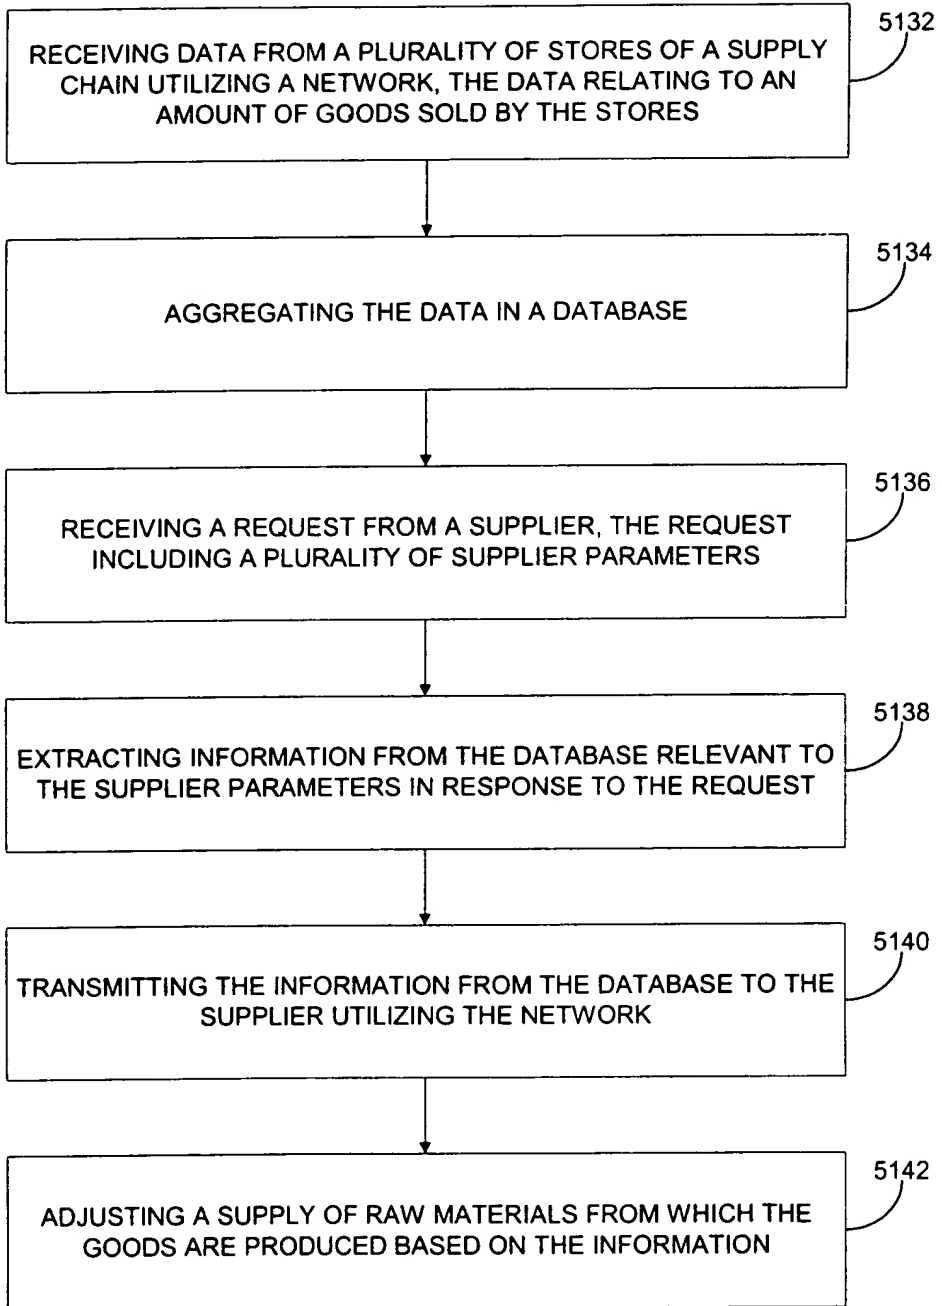 5132
RECEIVING DATA FROM A PLURALITY OF STORES OF A SUPPLY
CHAIN UTILIZING A NETWORK, THE DATA RELATING TO AN
AMOUNT OF GOODS SOLD BY THE STORES
5134
AGGREGATING THE DATA IN A DATABASE
5136
RECEIVING A REQUEST FROM A SUPPLIER, THE REQUEST
INCLUDING A PLURALITY OF SUPPLIER PARAMETERS
5138
EXTRACTING INFORMATION FROM THE DATABASE RELEVANT TO
THE SUPPLIER PARAMETERS IN RESPONSE TO THE REQUEST
5140
TRANSMITTING THE INFORMATION FROM THE DATABASE TO THE
SUPPLIER UTILIZING THE NETWORK
5142
ADJUSTING A SUPPLY OF RAW MATERIALS FROM WHICH THE
GOODS ARE PRODUCED BASED ON THE INFORMATION